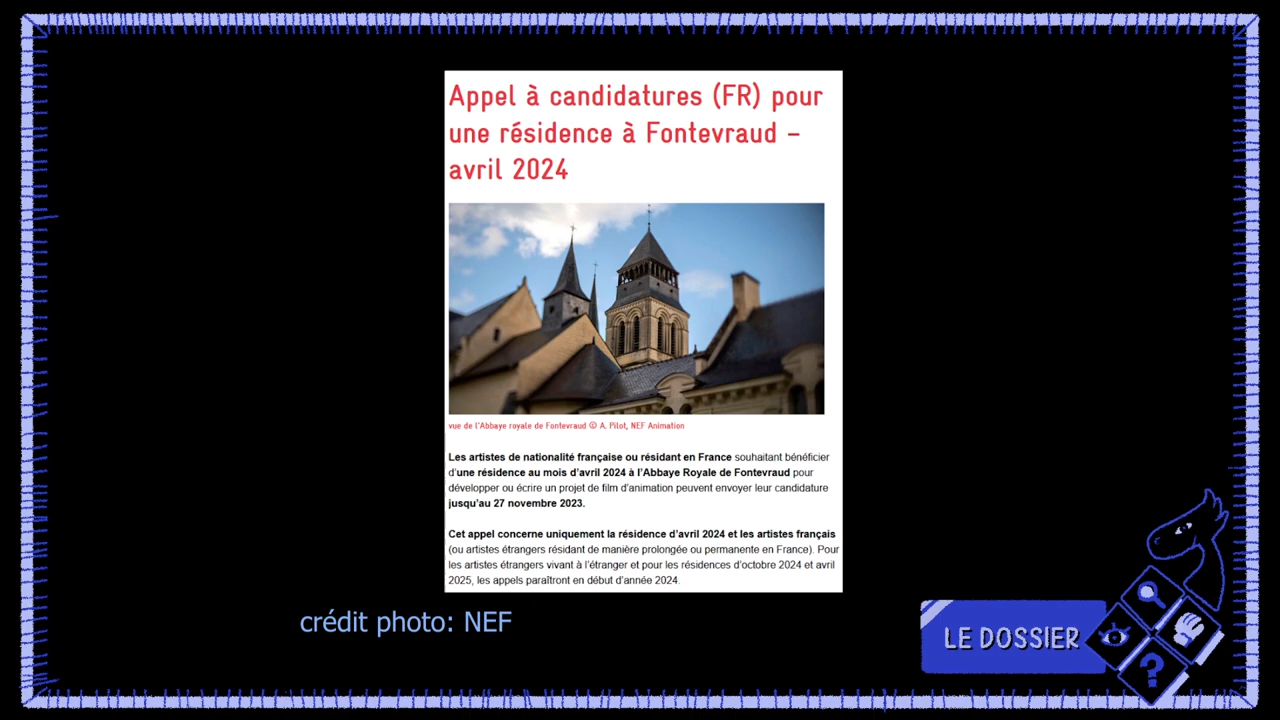 Appel à candidatures (FR) pour
une résidence à Fontevraud –
avril 2024
vue de l'Abbaye royale de Fontevraud © A. Pilot, NEF Animation
Les artistes de nationalité française ou résidant en France souhaitant bénéficier
d'une résidence au mois d'avril 2024 à l'Abbaye Royale de Fontevraud pour
développer ou écrire un projet de film d'animation peuvent envoyer leur candidature
jusqu'au 27 novembre 2023.
Cet appel concerne uniquement la résidence d'avril 2024 et les artistes français
(ou artistes étrangers résidant de manière prolongée ou permanente en France). Pour
les artistes étrangers vivant à l'étranger et pour les résidences d'octobre 2024 et avril
2025, les appels paraîtront en début d'année 2024.
crédit photo: NEF
LE DOSSIER
?